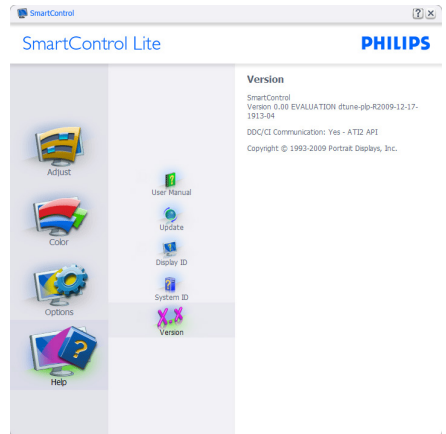 SmartControl
SmartControl Lite
PHILIPS
Adjust
Color
Options
Help
User Manual
Update
Display ID
System ID
X.X
Version
Version
SmartControl
Version 0.00 EVALUATION dtune-plp-R2009-12-17-
1913-04
DDC/CI Communication: Yes - ATI2 API
Copyright © 1993-2009 Portrait Displays, Inc.